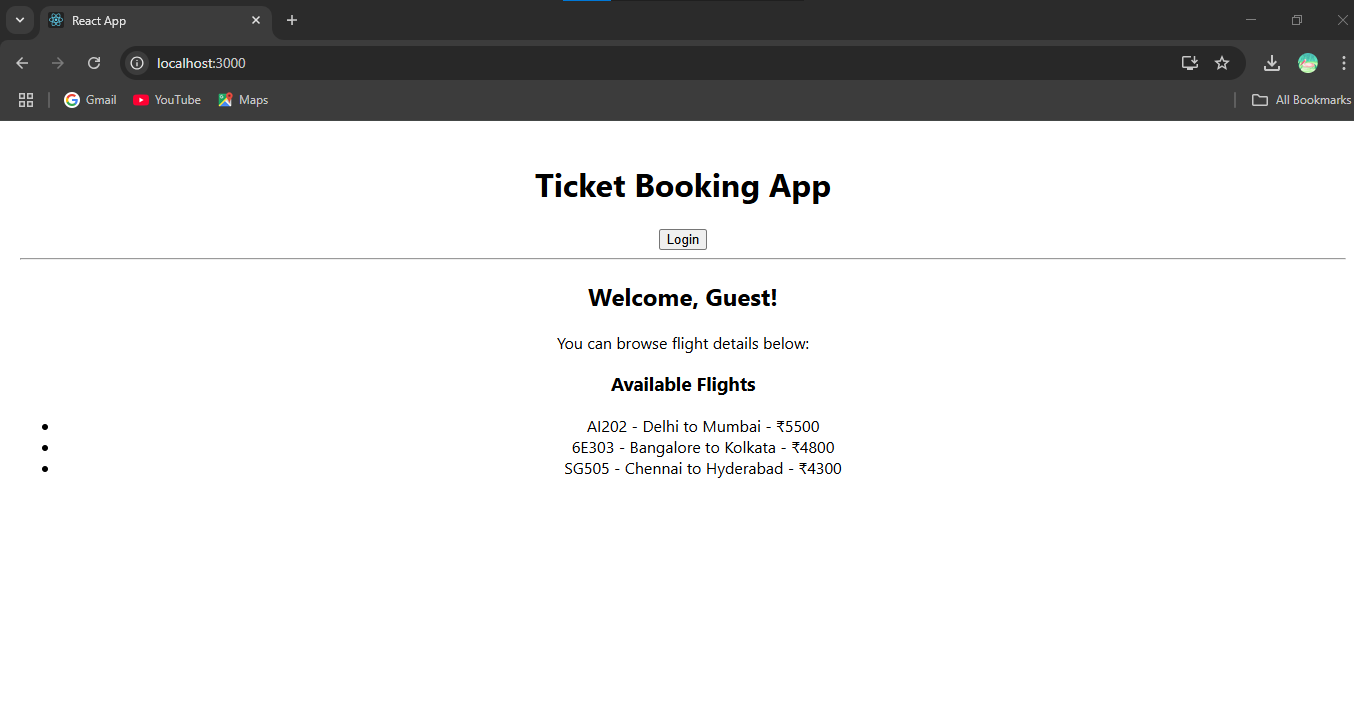 React App
localhost:3000
Gmail YouTube Maps All Bookmarks
Ticket Booking App
Login
Welcome, Guest!
You can browse flight details below:
Available Flights
AI202 - Delhi to Mumbai - ₹5500
6E303 - Bangalore to Kolkata - ₹4800
SG505 - Chennai to Hyderabad - ₹4300